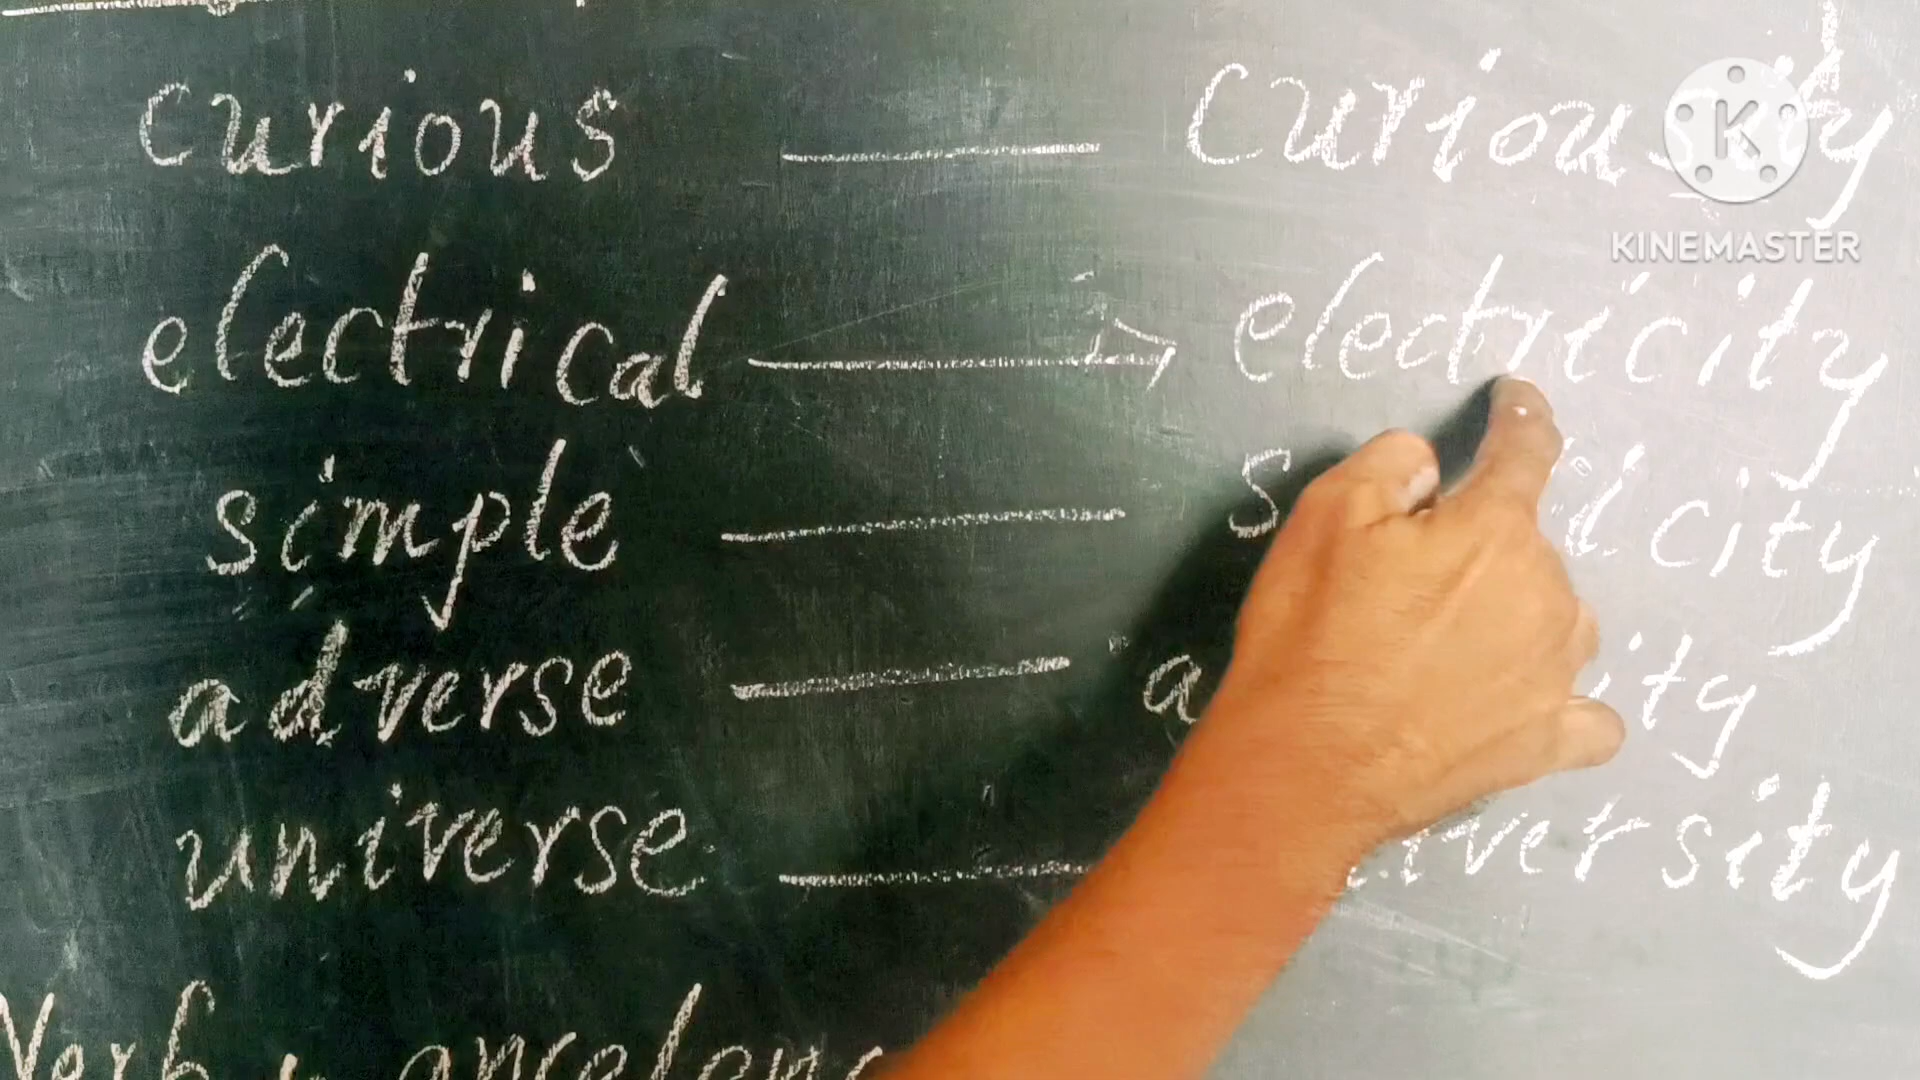 curious curiousity
electrical electricity
simple
adverse
universe
KINEMASTER